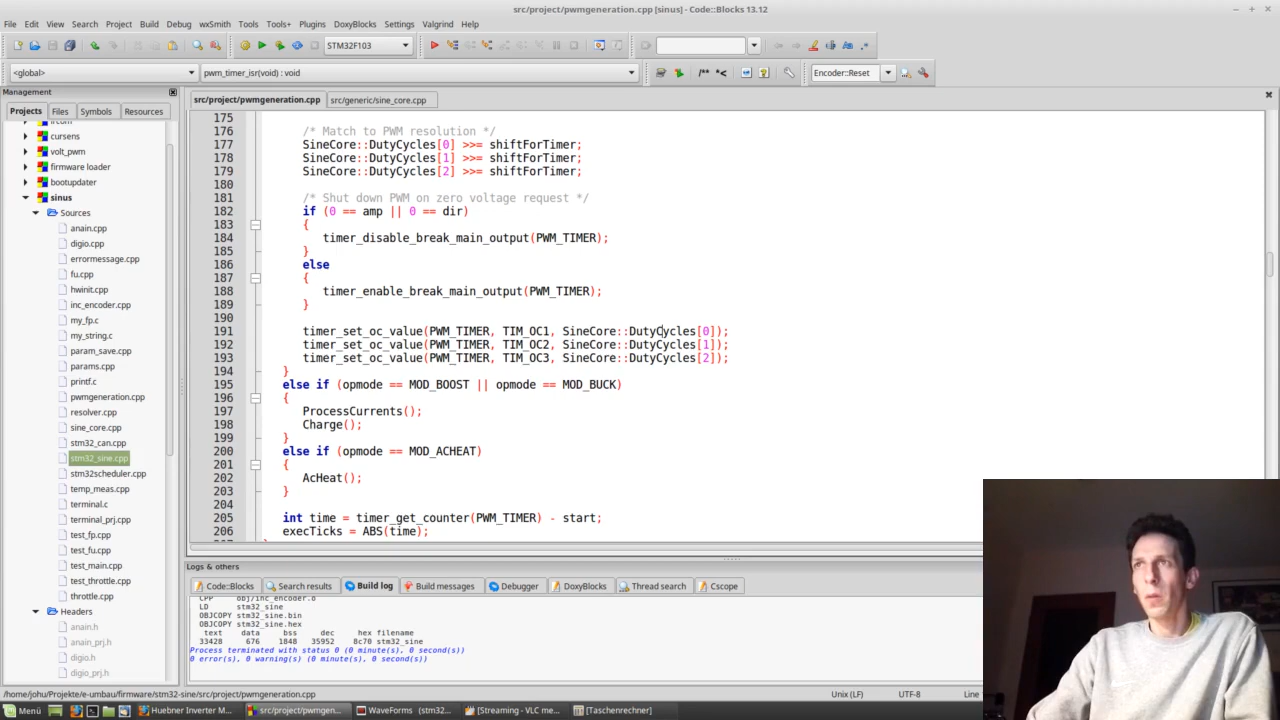 src/project/pwmgeneration.cpp [sinus] - Code::Blocks 13.12
File Edit View Search Project Build Debug wxSmith Tools Tools+ Plugins DoxyBlocks Settings Valgrind Help
STM32F103
<global>
pwm_timer_isr(void) : void
/** *<
Encoder::Reset
Management
Projects Files Symbols Resources
src/project/pwmgeneration.cpp src/generic/sine_core.cpp
cursens
volt_pwm
firmware loader
bootupdater
sinus
Sources
anain.cpp
digio.cpp
errormessage.cpp
fu.cpp
hwinit.cpp
inc_encoder.cpp
my_fp.c
my_string.c
param_save.cpp
params.cpp
printf.c
pwmgeneration.cpp
resolver.cpp
sine_core.cpp
stm32_can.cpp
stm32_sine.cpp
stm32scheduler.cpp
temp_meas.cpp
terminal.c
terminal_prj.cpp
test_fp.cpp
test_fu.cpp
test_main.cpp
test_throttle.cpp
throttle.cpp
Headers
anain.h
anain_prj.h
digio.h
digio_prj.h
175
176 /* Match to PWM resolution */
177 SineCore::DutyCycles[0] >>= shiftForTimer;
178 SineCore::DutyCycles[1] >>= shiftForTimer;
179 SineCore::DutyCycles[2] >>= shiftForTimer;
180
181 /* Shut down PWM on zero voltage request */
182 if (0 == amp || 0 == dir)
183 {
184 timer_disable_break_main_output(PWM_TIMER);
185 }
186 else
187 {
188 timer_enable_break_main_output(PWM_TIMER);
189 }
190
191 timer_set_oc_value(PWM_TIMER, TIM_OC1, SineCore::DutyCycles[0]);
192 timer_set_oc_value(PWM_TIMER, TIM_OC2, SineCore::DutyCycles[1]);
193 timer_set_oc_value(PWM_TIMER, TIM_OC3, SineCore::DutyCycles[2]);
194 }
195 else if (opmode == MOD_BOOST || opmode == MOD_BUCK)
196 {
197 ProcessCurrents();
198 Charge();
199 }
200 else if (opmode == MOD_ACHEAT)
201 {
202 AcHeat();
203 }
204
205 int time = timer_get_counter(PWM_TIMER) - start;
206 execTicks = ABS(time);
Logs & others
Code::Blocks Search results Build log Build messages Debugger DoxyBlocks Thread search Cscope
CPP obj/inc_encoder.o
LD stm32_sine
OBJCOPY stm32_sine.bin
OBJCOPY stm32_sine.hex
text data bss dec hex filename
33428 676 1848 35952 8c70 stm32_sine
Process terminated with status 0 (0 minute(s), 0 second(s))
0 error(s), 0 warning(s) (0 minute(s), 0 second(s))
/home/johu/Projekte/e-umbau/firmware/stm32-sine/src/project/pwmgeneration.cpp Unix (LF) UTF-8 Line
Menü Huebner Inverter M... src/project/pwmgen... WaveForms (stm32... [Streaming - VLC me... [Taschenrechner]